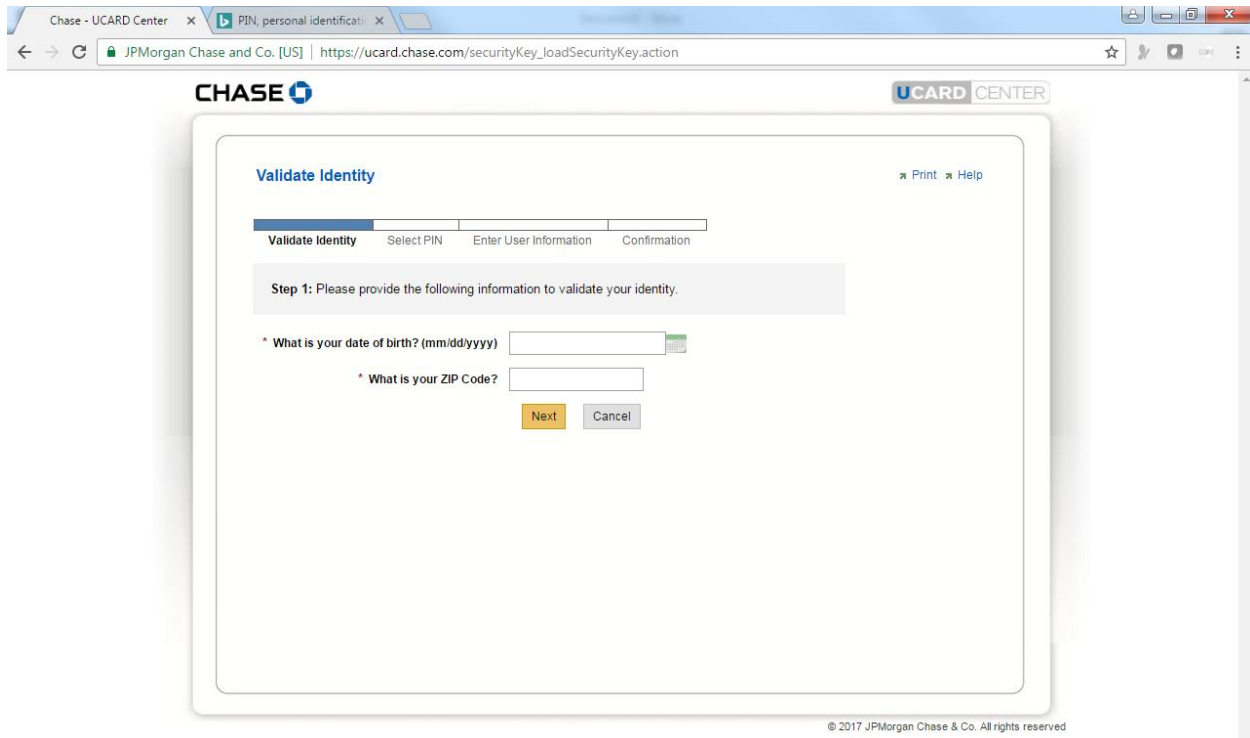 Chase - UCARD Center
PIN, personal identificati
JPMorgan Chase and Co. [US] | https://ucard.chase.com/securityKey_loadSecurityKey.action
CHASE
UCARD CENTER
Validate Identity
Print Help
Validate Identity Select PIN Enter User Information Confirmation
Step 1: Please provide the following information to validate your identity.
* What is your date of birth? (mm/dd/yyyy)
* What is your ZIP Code?
Next Cancel
© 2017 JPMorgan Chase & Co. All rights reserved